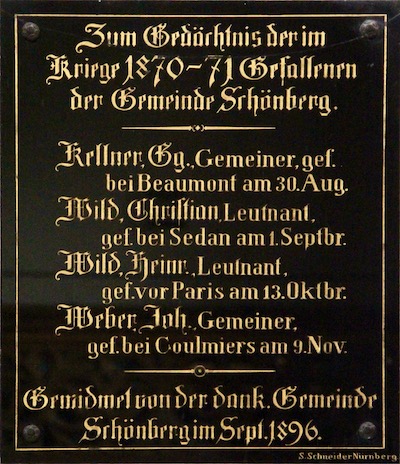 Zum Gedächtnis der im
Kriege 1870-71 Gefallenen
der Gemeinde Schönberg.
Kellner, Gg., Gemeiner, gef.
bei Beaumont am 30. Aug.
Wild, Christian, Leutnant,
gef. bei Sedan am 1. Septbr.
Wild, Heinr., Leutnant,
gef. vor Paris am 13. Oktbr.
Weber, Joh., Gemeiner,
gef. bei Coulmiers am 9. Nov.
Gewidmet von der dank. Gemeinde
Schönberg im Sept. 1896.
S. Schneider Nürnberg